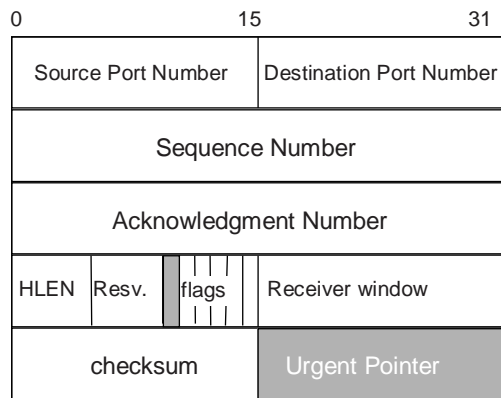 0 15 31
Source Port Number Destination Port Number
Sequence Number
Acknowledgment Number
HLEN Resv. flags Receiver window
checksum Urgent Pointer